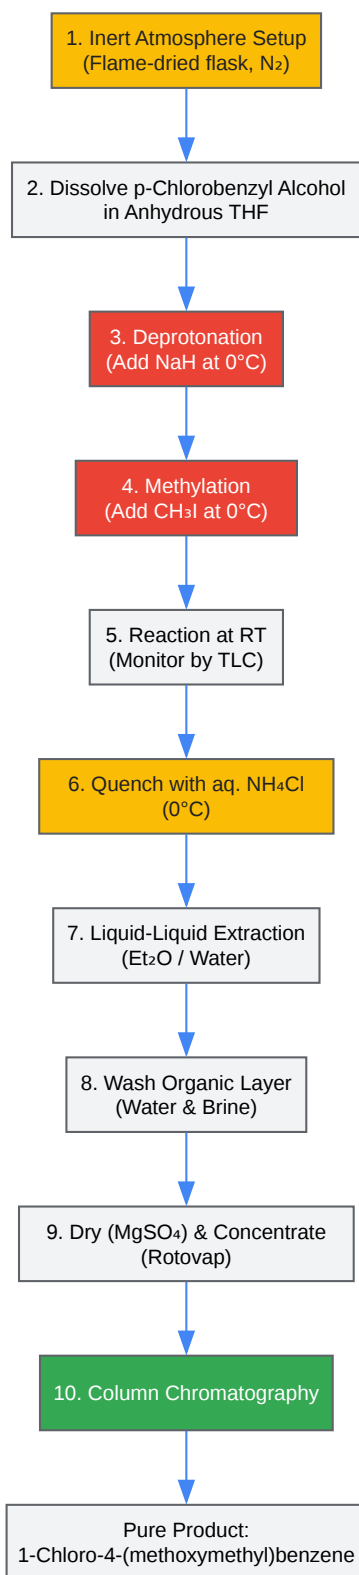 1. Inert Atmosphere Setup
(Flame-dried flask, N₂)
2. Dissolve p-Chlorobenzyl Alcohol
in Anhydrous THF
3. Deprotonation
(Add NaH at 0°C)
4. Methylation
(Add CH₃I at 0°C)
5. Reaction at RT
(Monitor by TLC)
6. Quench with aq. NH₄Cl
(0°C)
7. Liquid-Liquid Extraction
(Et₂O / Water)
8. Wash Organic Layer
(Water & Brine)
9. Dry (MgSO₄) & Concentrate
(Rotovap)
10. Column Chromatography
Pure Product:
1-Chloro-4-(methoxymethyl)benzene